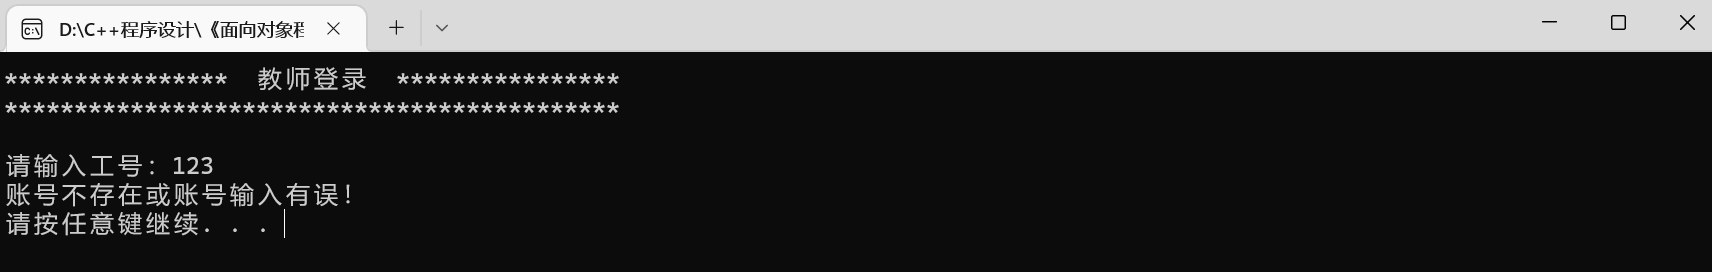 D:\C++程序设计\《面向对象程
****************  教师登录  ****************
********************************************
请输入工号：123
账号不存在或账号输入有误！
请按任意键继续. . .